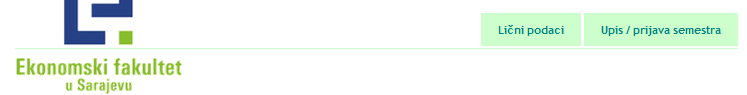 Lični podaci
Upis / prijava semestra
Ekonomski fakultet
u Sarajevu